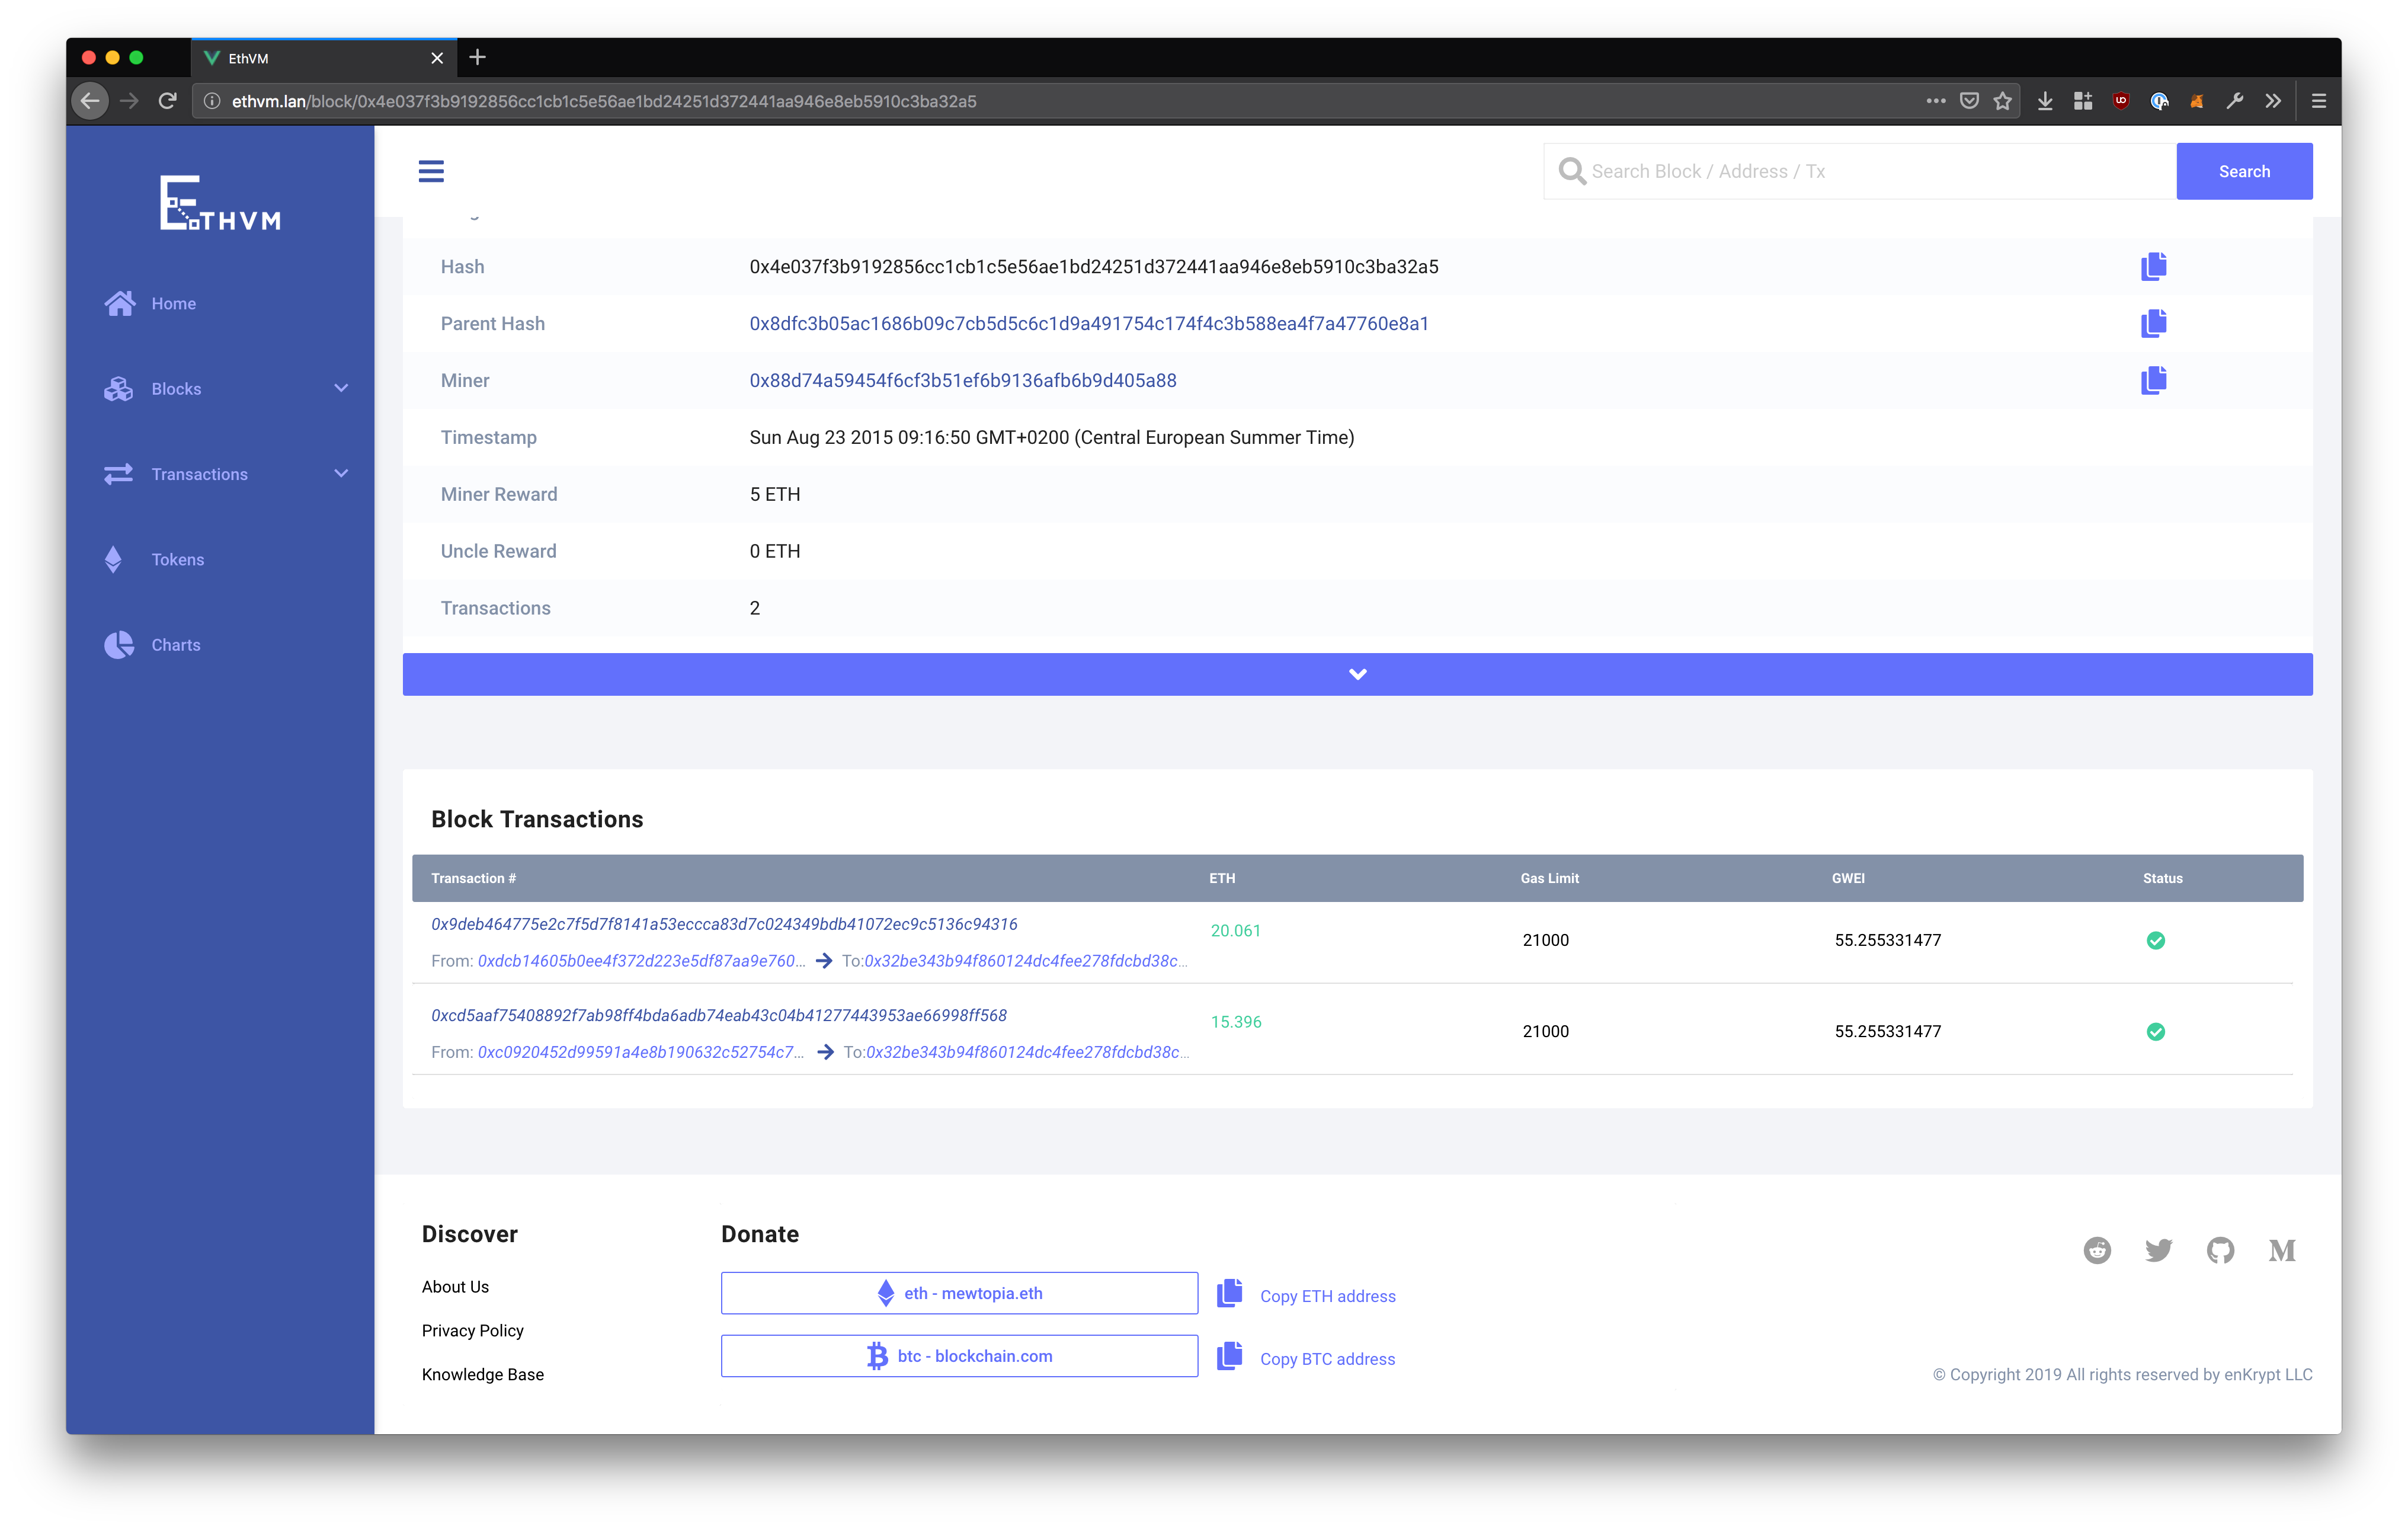 EthVM
ethvm.lan/block/0x4e037f3b9192856cc1cb1c5e56ae1bd24251d372441aa946e8eb5910c3ba32a5
ETHVM
Search Block / Address / Tx
Search
Home
Blocks
Transactions
Tokens
Charts
Hash
0x4e037f3b9192856cc1cb1c5e56ae1bd24251d372441aa946e8eb5910c3ba32a5
Parent Hash
0x8dfc3b05ac1686b09c7cb5d5c6c1d9a491754c174f4c3b588ea4f7a47760e8a1
Miner
0x88d74a59454f6cf3b51ef6b9136afb6b9d405a88
Timestamp
Sun Aug 23 2015 09:16:50 GMT+0200 (Central European Summer Time)
Miner Reward
5 ETH
Uncle Reward
0 ETH
Transactions
2
Block Transactions
Transaction # ETH Gas Limit GWEI Status
0x9deb464775e2c7f5d7f8141a53eccca83d7c024349bdb41072ec9c5136c94316
20.061 21000 55.255331477
From: 0xdcb14605b0ee4f372d223e5df87aa9e760... To:0x32be343b94f860124dc4fee278fdcbd38c...
0xcd5aaf75408892f7ab98ff4bda6adb74eab43c04b41277443953ae66998ff568
15.396 21000 55.255331477
From: 0xc0920452d99591a4e8b190632c52754c7... To:0x32be343b94f860124dc4fee278fdcbd38c...
Discover
About Us
Privacy Policy
Knowledge Base
Donate
eth - mewtopia.eth
Copy ETH address
btc - blockchain.com
Copy BTC address
© Copyright 2019 All rights reserved by enKrypt LLC